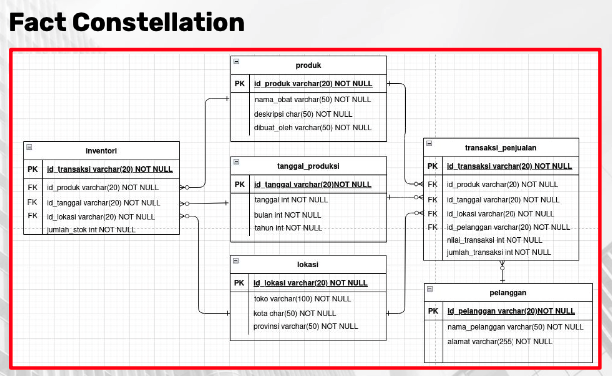 Fact Constellation
produk
PK id_produk varchar(20) NOT NULL
nama_obat varchar(50) NOT NULL
deskripsi char(50) NOT NULL
dibuat_oleh varchar(50) NOT NULL
inventori
PK id_transaksi varchar(20) NOT NULL
FK id_produk varchar(20) NOT NULL
FK id_tanggal varchar(20) NOT NULL
FK id_lokasi varchar(20) NOT NULL
jumlah_stok int NOT NULL
tanggal_produksi
PK id_tanggal varchar(20)NOT NULL
tanggal int NOT NULL
bulan int NOT NULL
tahun int NOT NULL
lokasi
PK id_lokasi varchar(20) NOT NULL
toko varchar(100) NOT NULL
kota char(50) NOT NULL
provinsi varchar(50) NOT NULL
transaksi_penjualan
PK id_transaksi varchar(20) NOT NULL
FK id_produk varchar(20) NOT NULL
FK id_tanggal varchar(20) NOT NULL
FK id_lokasi varchar(20) NOT NULL
FK id_pelanggan varchar(20) NOT NULL
nilai_transaksi int NOT NULL
jumlah_transaksi int NOT NULL
pelanggan
PK id_pelanggan varchar(20)NOT NULL
nama_pelanggan varchar(50) NOT NULL
alamat varchar(255) NOT NULL